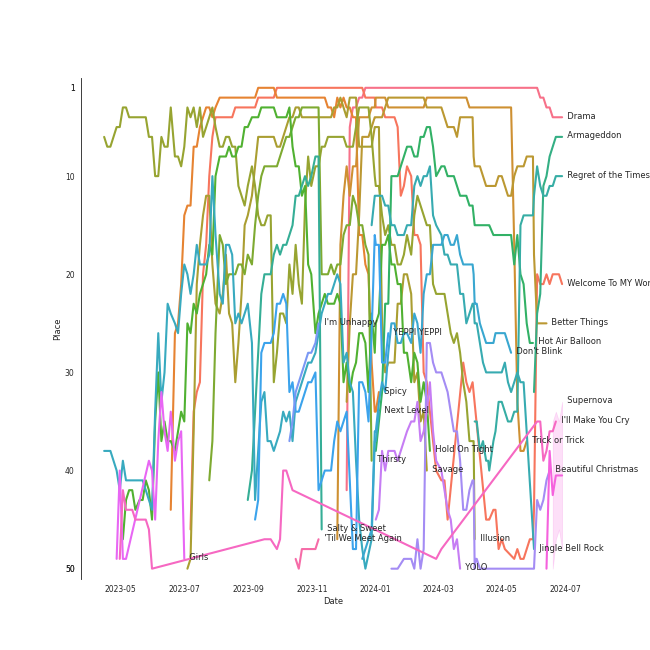 1
Drama
Armageddon
10
Regret of the Times
20
Welcome To MY Wor
I'm Unhappy
Better Things
YEPPI YEPPI
Place
Hot Air Balloon
Don't Blink
30
Spicy
Supernova
Next Level
I'll Make You Cry
Trick or Trick
Hold On Tight
Thirsty
40
Savage
Beautiful Christmas
Salty & Sweet
'Til We Meet Again
Illusion
Jingle Bell Rock
Girls
YOLO
50
2023-05
2023-07
2023-09
2023-11
2024-01
2024-03
2024-05
2024-07
Date